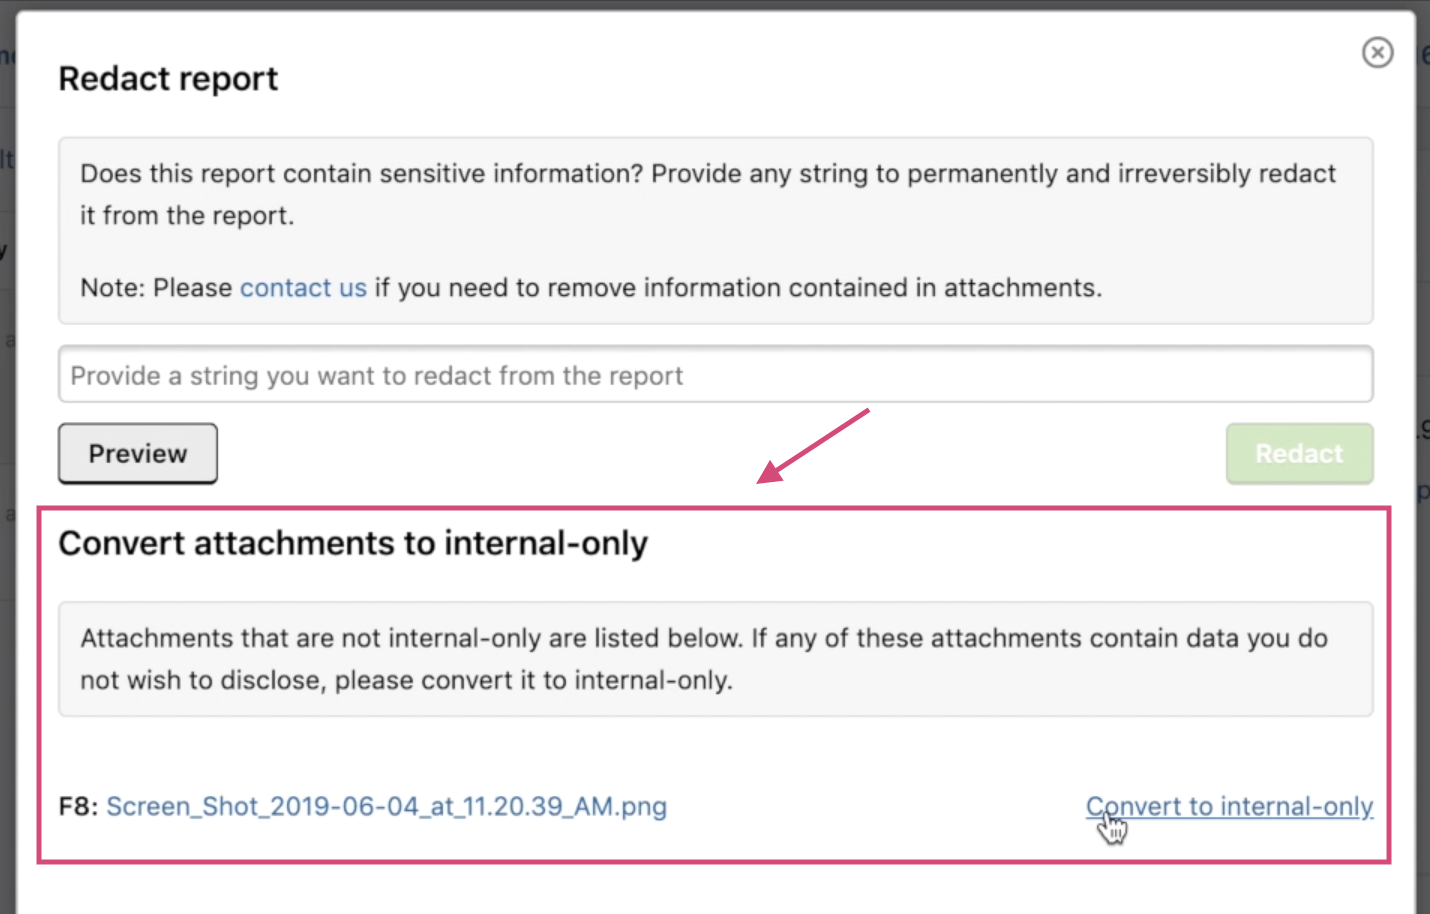 Redact report
Does this report contain sensitive information? Provide any string to permanently and irreversibly redact
it from the report.
Note: Please contact us if you need to remove information contained in attachments.
Provide a string you want to redact from the report
Preview
Redact
Convert attachments to internal-only
Attachments that are not internal-only are listed below. If any of these attachments contain data you do
not wish to disclose, please convert it to internal-only.
F8: Screen_Shot_2019-06-04_at_11.20.39_AM.png
Convert to internal-only